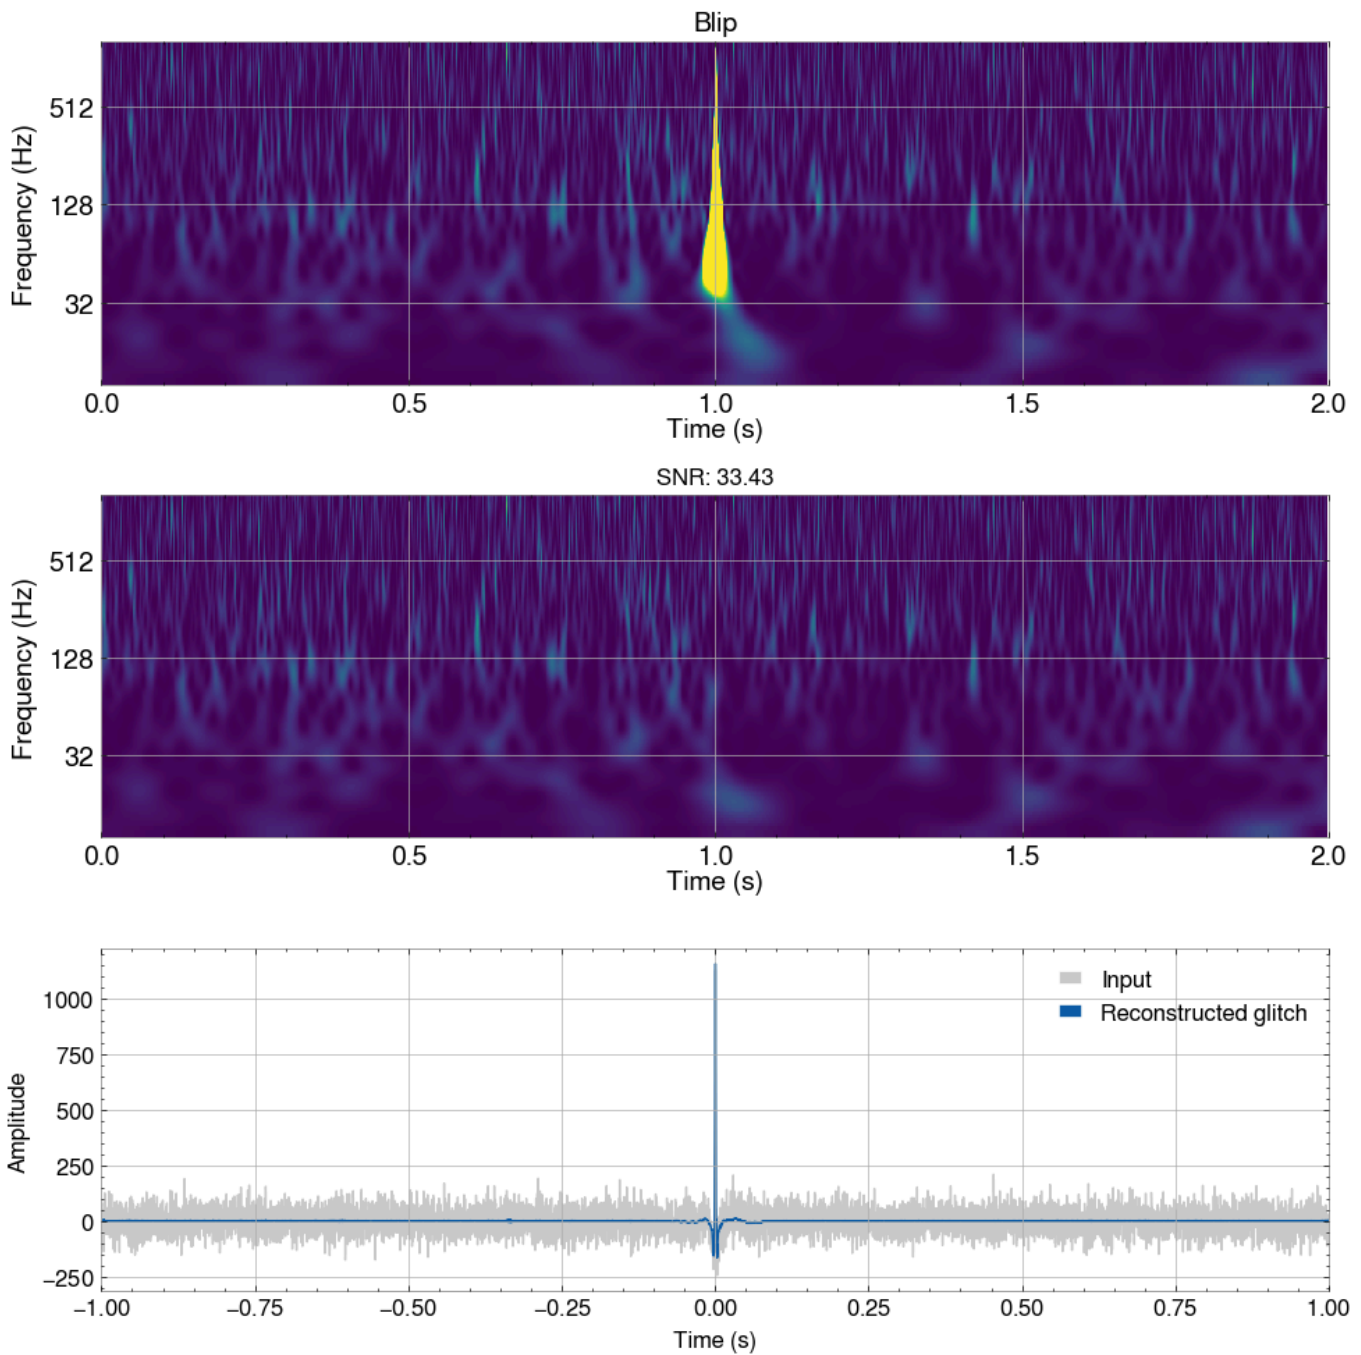 Blip
Frequency (Hz)
512
128
32
0.0 0.5 1.0 1.5 2.0
Time (s)
SNR: 33.43
Frequency (Hz)
512
128
32
0.0 0.5 1.0 1.5 2.0
Time (s)
Amplitude
1000
750
500
250
0
−250
Input
Reconstructed glitch
−1.00 −0.75 −0.50 −0.25 0.00 0.25 0.50 0.75 1.00
Time (s)